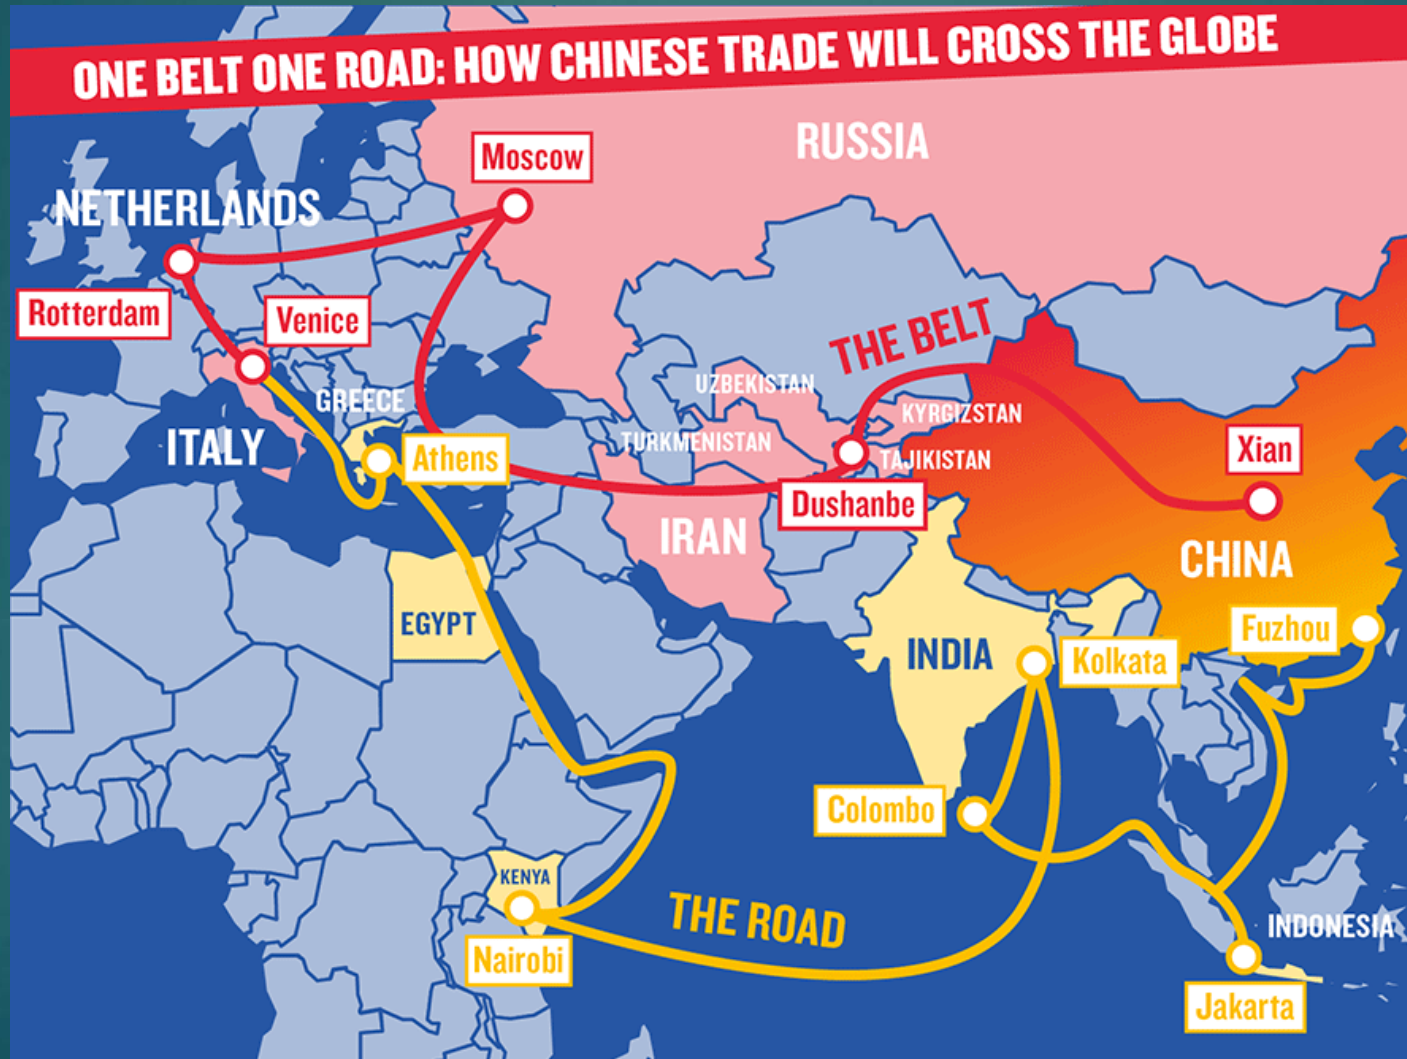 ONE BELT ONE ROAD: HOW CHINESE TRADE WILL CROSS THE GLOBE
RUSSIA
Moscow
NETHERLANDS
Rotterdam
Venice
THE BELT
UZBEKISTAN
GREECE
KYRGIZSTAN
ITALY
TURKMENISTAN
Athens
TAJIKISTAN
Xian
Dushanbe
IRAN
CHINA
EGYPT
INDIA
Kolkata
Fuzhou
Colombo
KENYA
THE ROAD
INDONESIA
Nairobi
Jakarta